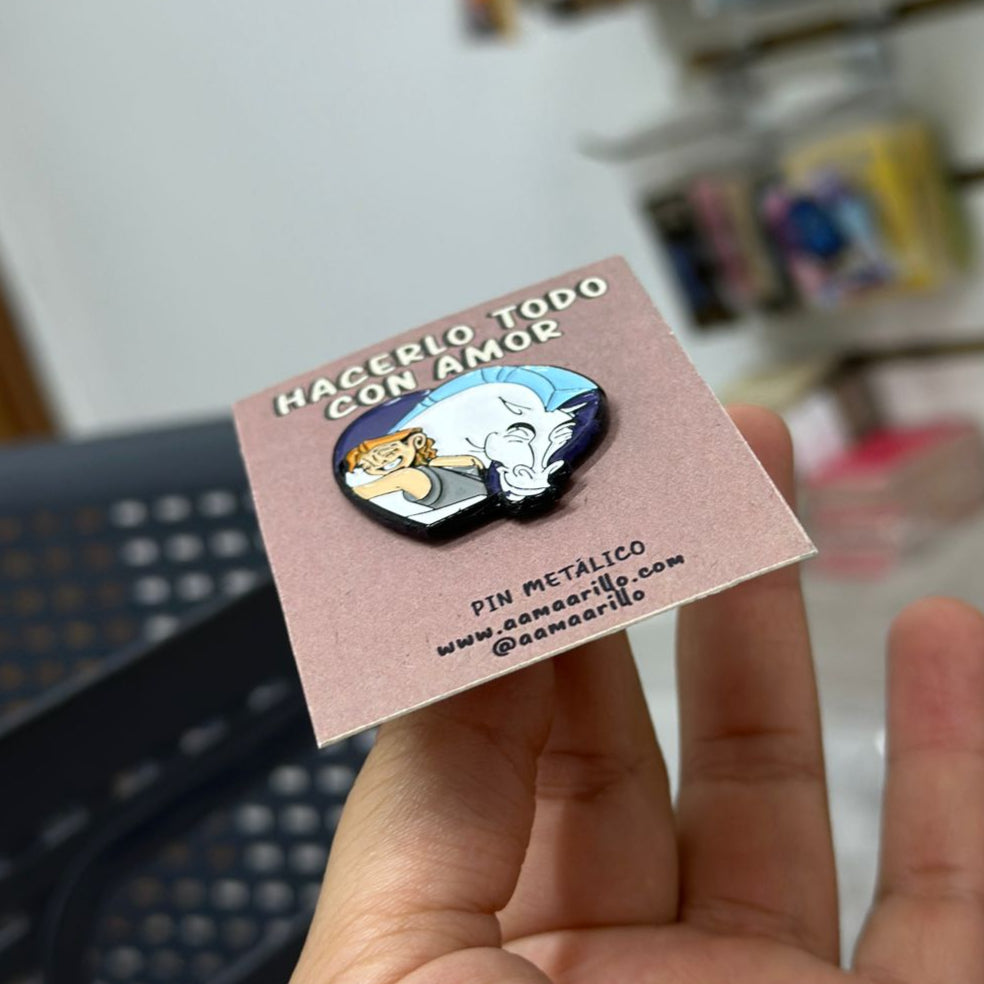 HACERLO TODO
CON AMOR
PIN METÁLICO
www.aamaarillo.com
@aamaarillo